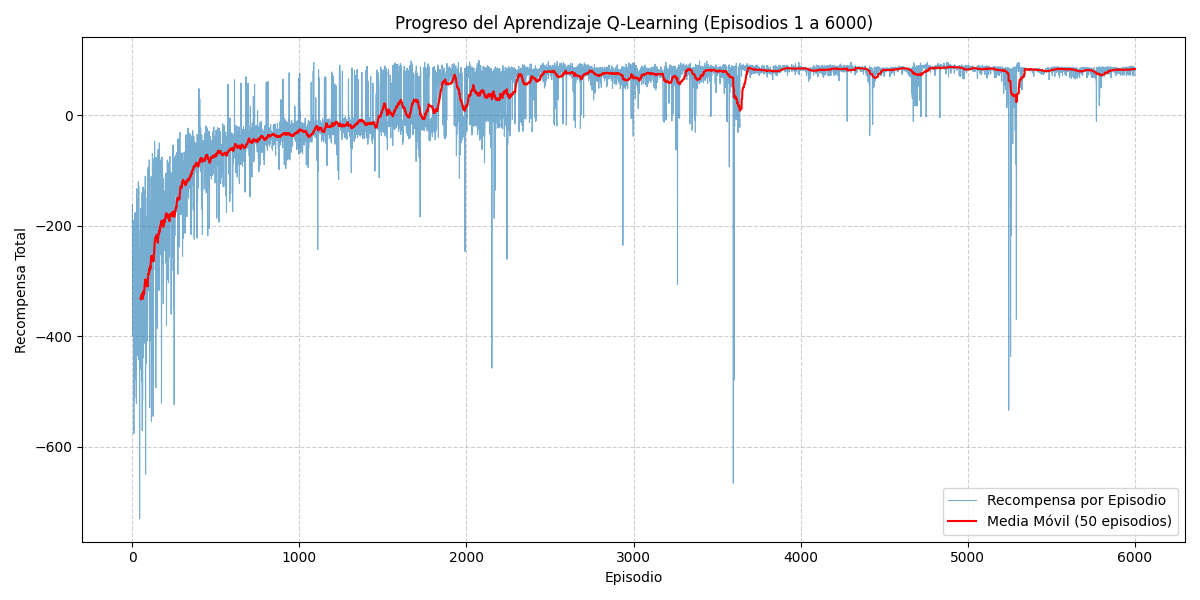 Progreso del Aprendizaje Q-Learning (Episodios 1 a 6000)
Recompensa Total
0
−200
−400
−600
0
1000
2000
3000
4000
5000
6000
Episodio
Recompensa por Episodio
Media Móvil (50 episodios)